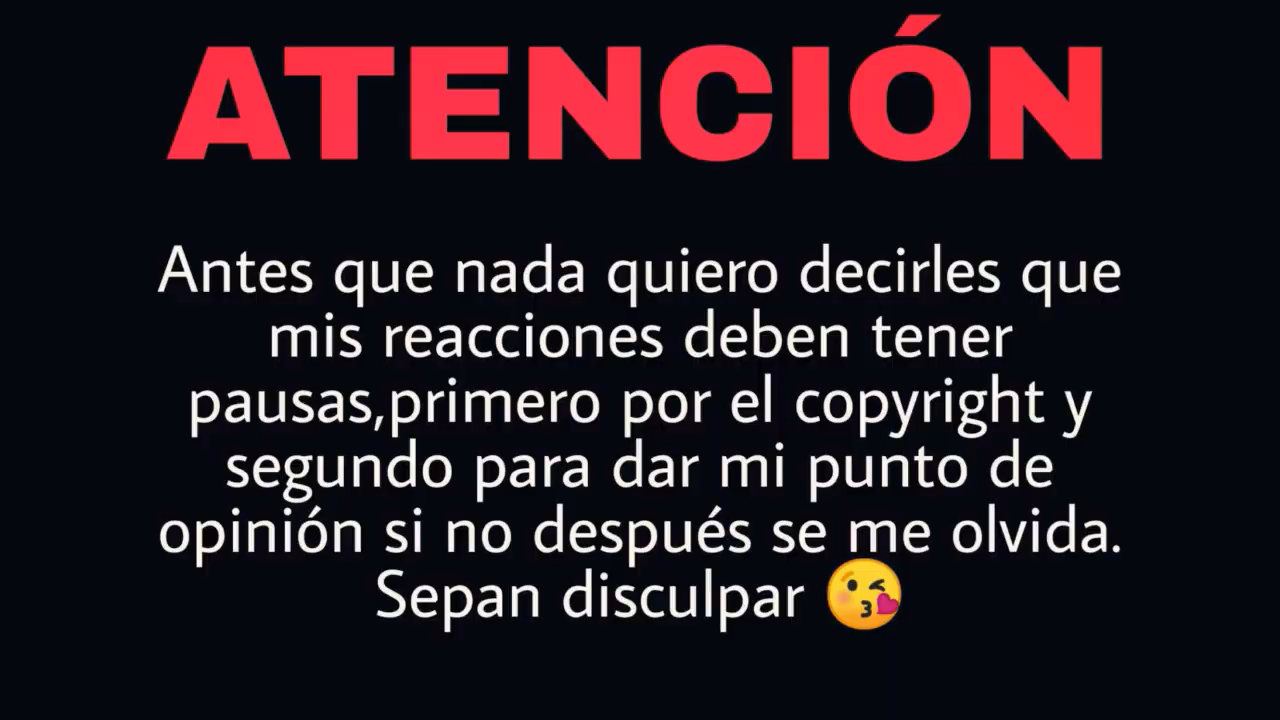 ATENCIÓN
Antes que nada quiero decirles que
mis reacciones deben tener
pausas,primero por el copyright y
segundo para dar mi punto de
opinión si no después se me olvida.
Sepan disculpar 😘